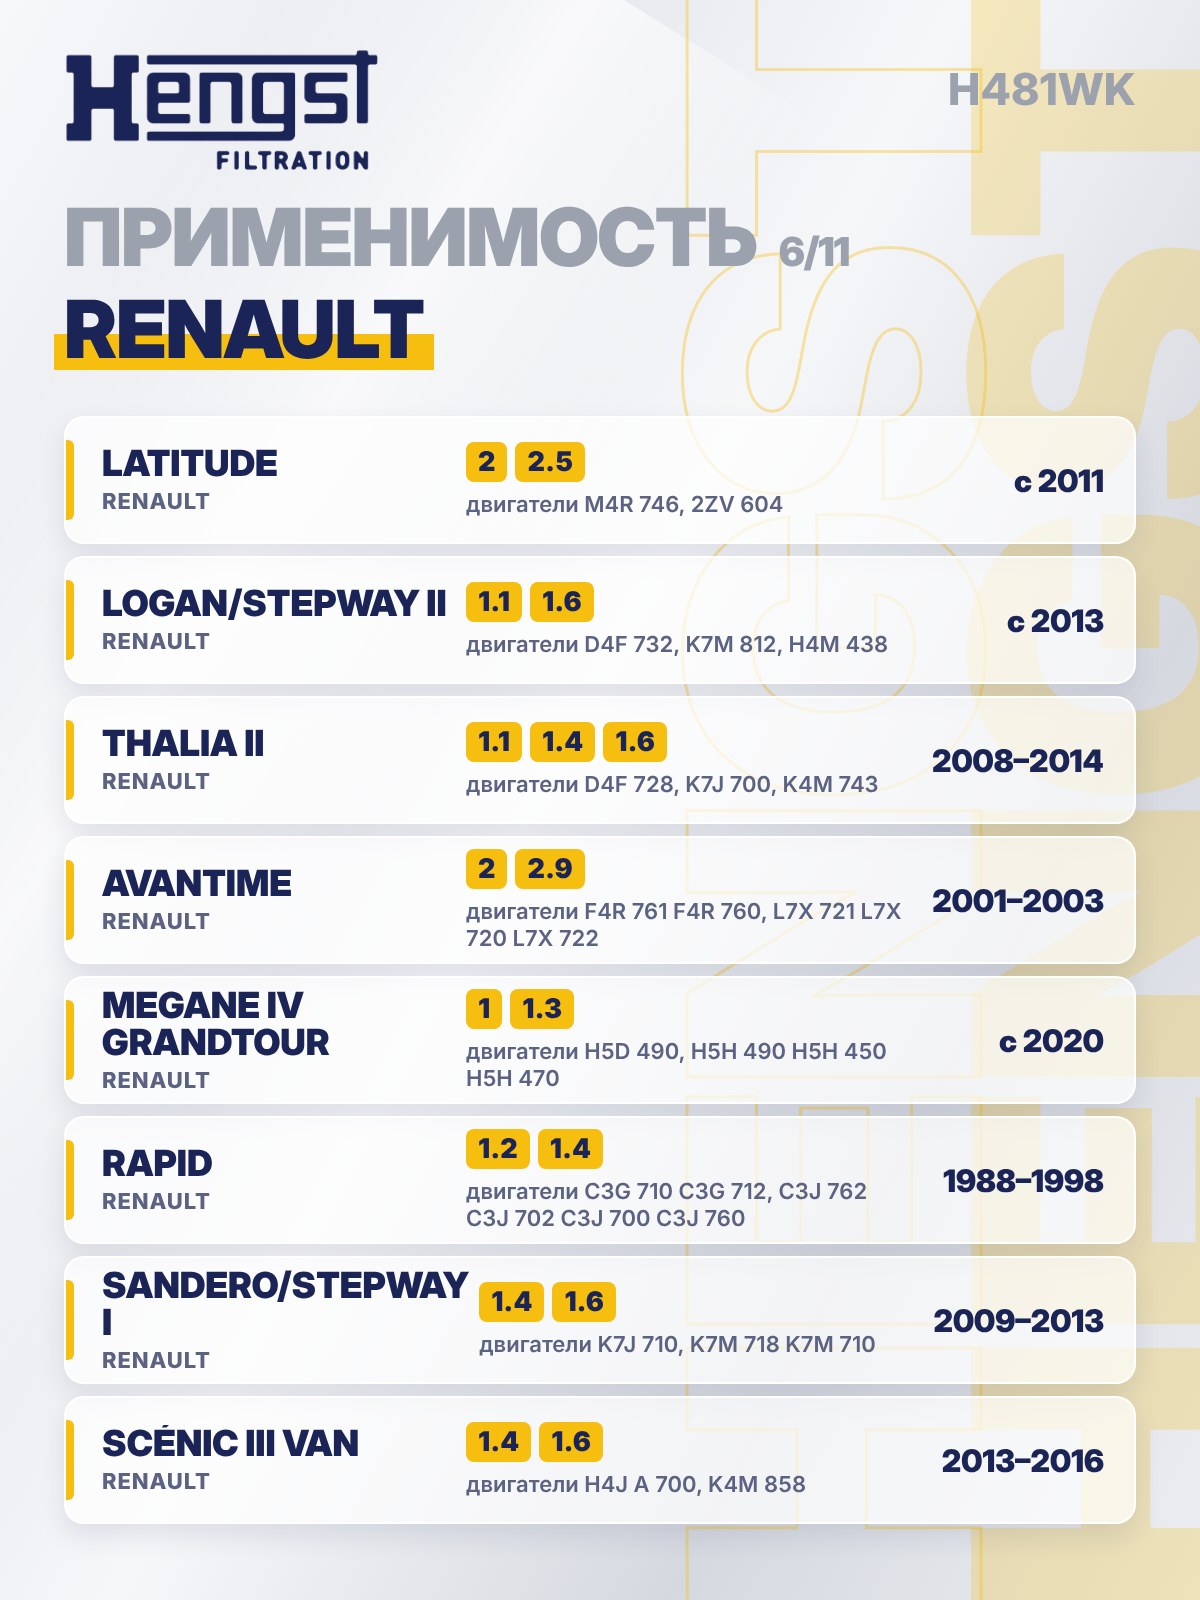 Hengst
FILTRATION
H481WK
ПРИМЕНИМОСТЬ 6/11
RENAULT
LATITUDE
RENAULT
2 2.5
двигатели M4R 746, 2ZV 604
с 2011
LOGAN/STEPWAY II
RENAULT
1.1 1.6
двигатели D4F 732, K7M 812, H4M 438
с 2013
THALIA II
RENAULT
1.1 1.4 1.6
двигатели D4F 728, K7J 700, K4M 743
2008–2014
AVANTIME
RENAULT
2 2.9
двигатели F4R 761 F4R 760, L7X 721 L7X
720 L7X 722
2001–2003
MEGANE IV
GRANDTOUR
RENAULT
1 1.3
двигатели H5D 490, H5H 490 H5H 450
H5H 470
с 2020
RAPID
RENAULT
1.2 1.4
двигатели C3G 710 C3G 712, C3J 762
C3J 702 C3J 700 C3J 760
1988–1998
SANDERO/STEPWAY
I
RENAULT
1.4 1.6
двигатели K7J 710, K7M 718 K7M 710
2009–2013
SCÉNIC III VAN
RENAULT
1.4 1.6
двигатели H4J A 700, K4M 858
2013–2016
HENGST
HENGST